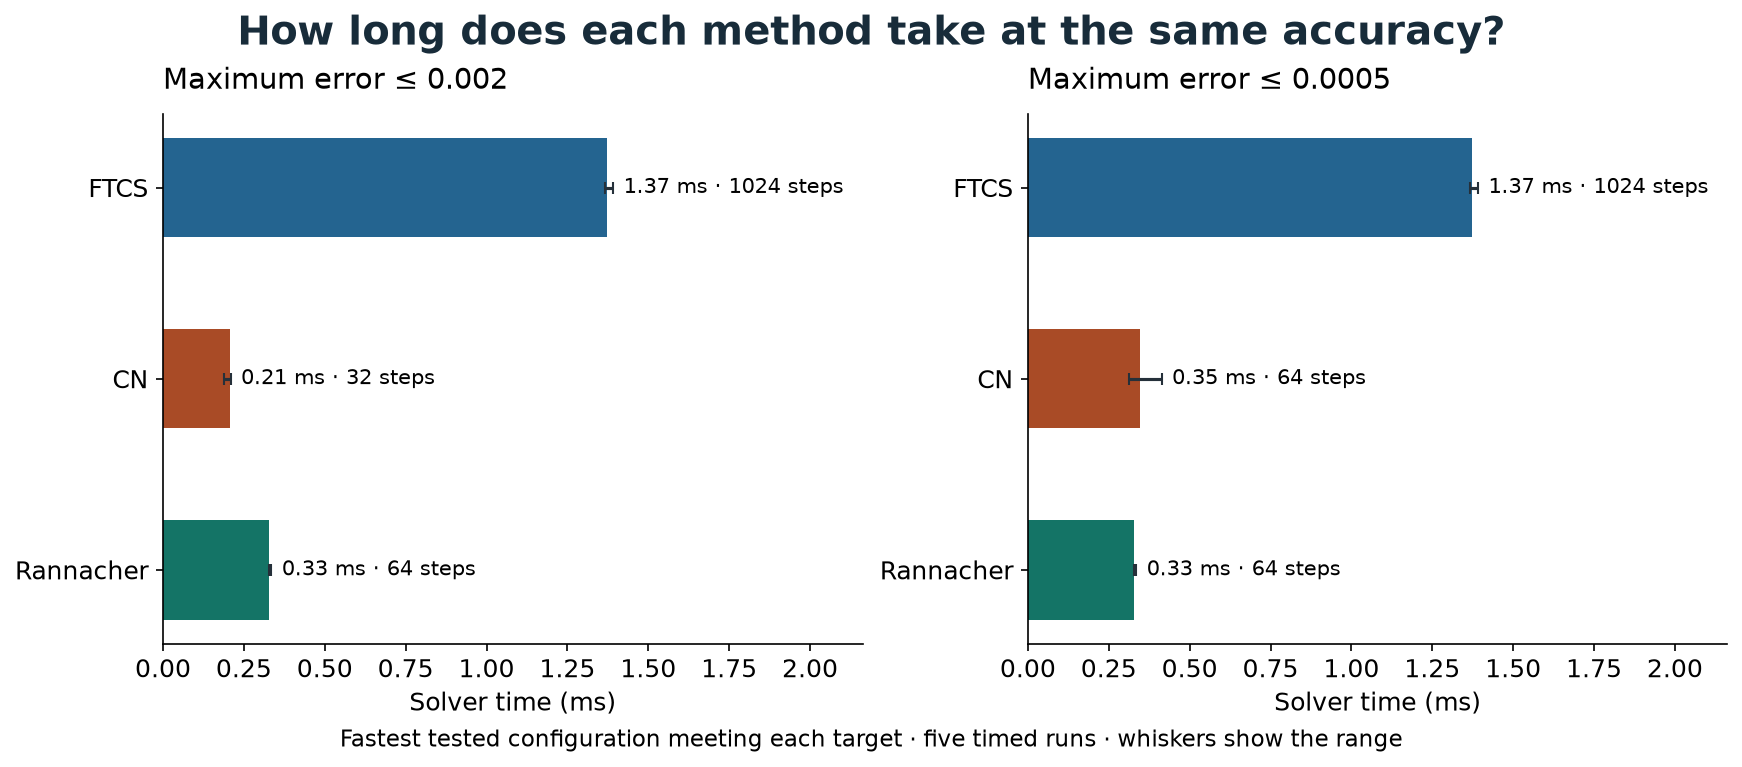 How long does each method take at the same accuracy?
Maximum error ≤ 0.002
FTCS
1.37 ms · 1024 steps
CN
0.21 ms · 32 steps
Rannacher
0.33 ms · 64 steps
0.00 0.25 0.50 0.75 1.00 1.25 1.50 1.75 2.00
Solver time (ms)
Maximum error ≤ 0.0005
FTCS
1.37 ms · 1024 steps
CN
0.35 ms · 64 steps
Rannacher
0.33 ms · 64 steps
0.00 0.25 0.50 0.75 1.00 1.25 1.50 1.75 2.00
Solver time (ms)
Fastest tested configuration meeting each target · five timed runs · whiskers show the range